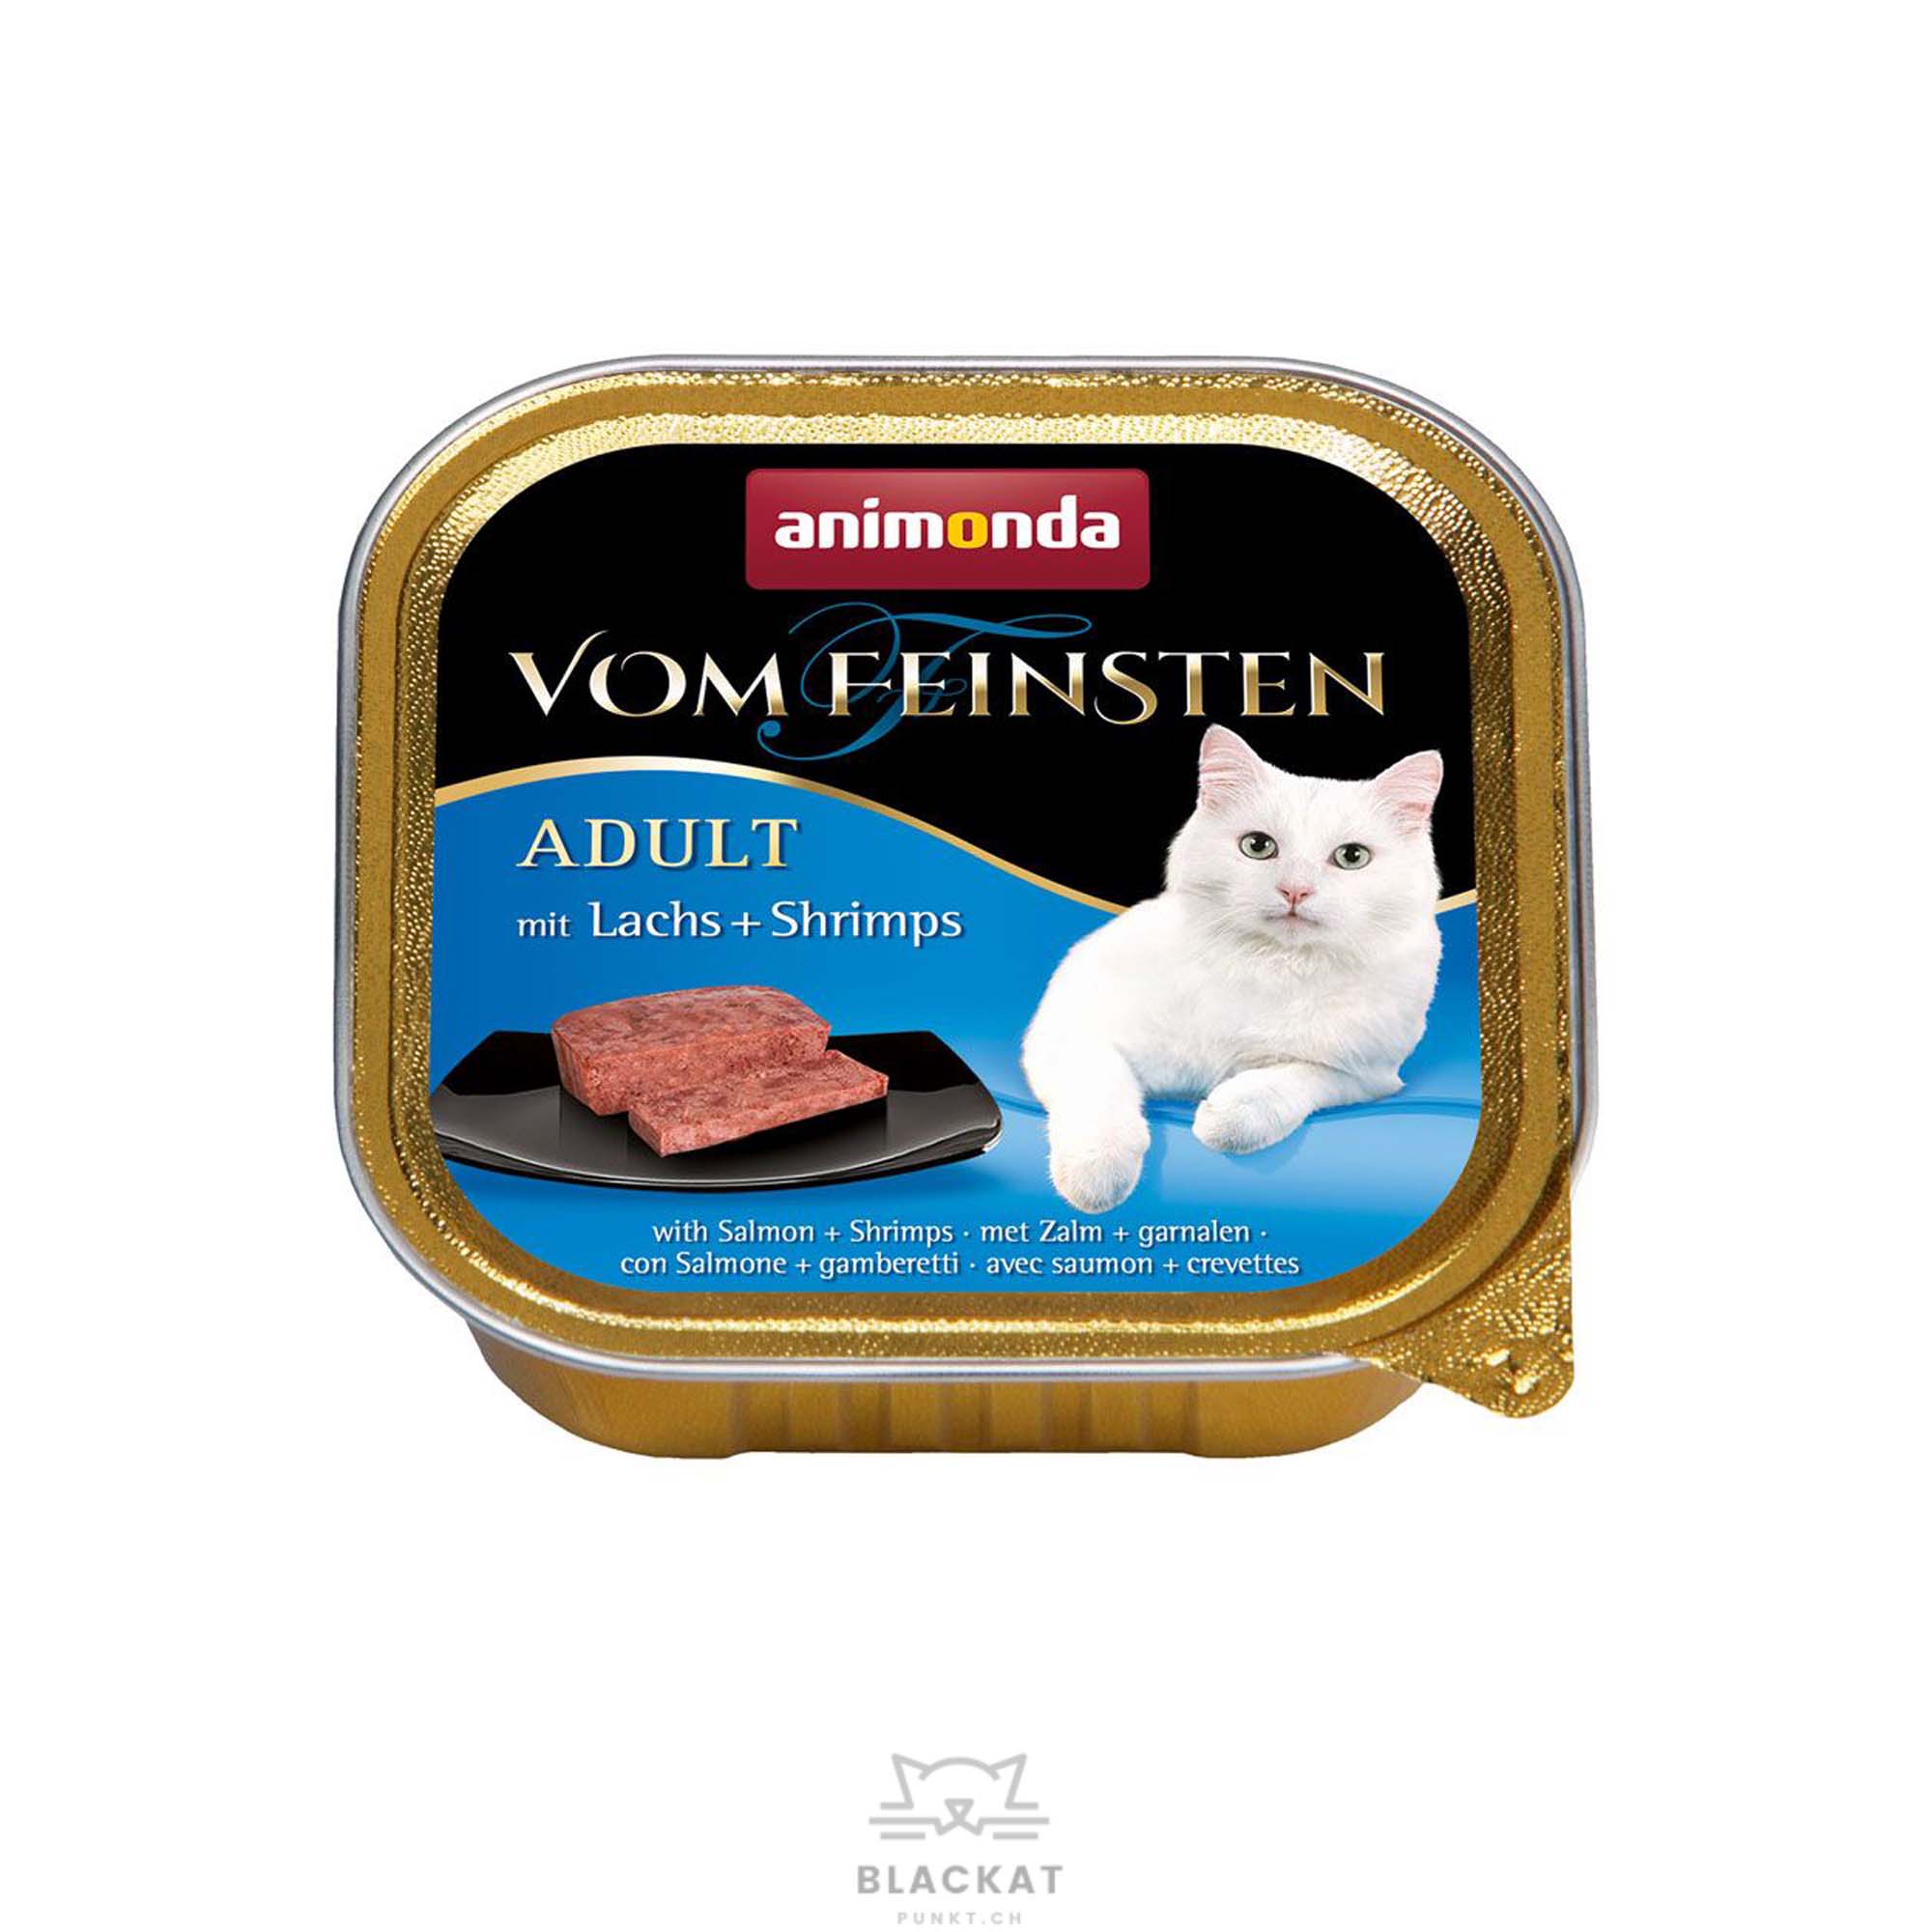 animonda
VOM FEINSTEN
ADULT
mit Lachs + Shrimps
with Salmon + Shrimps · met Zalm + garnalen ·
con Salmone + gamberetti · avec saumon + crevettes
BLACKAT
PUNKT.CH